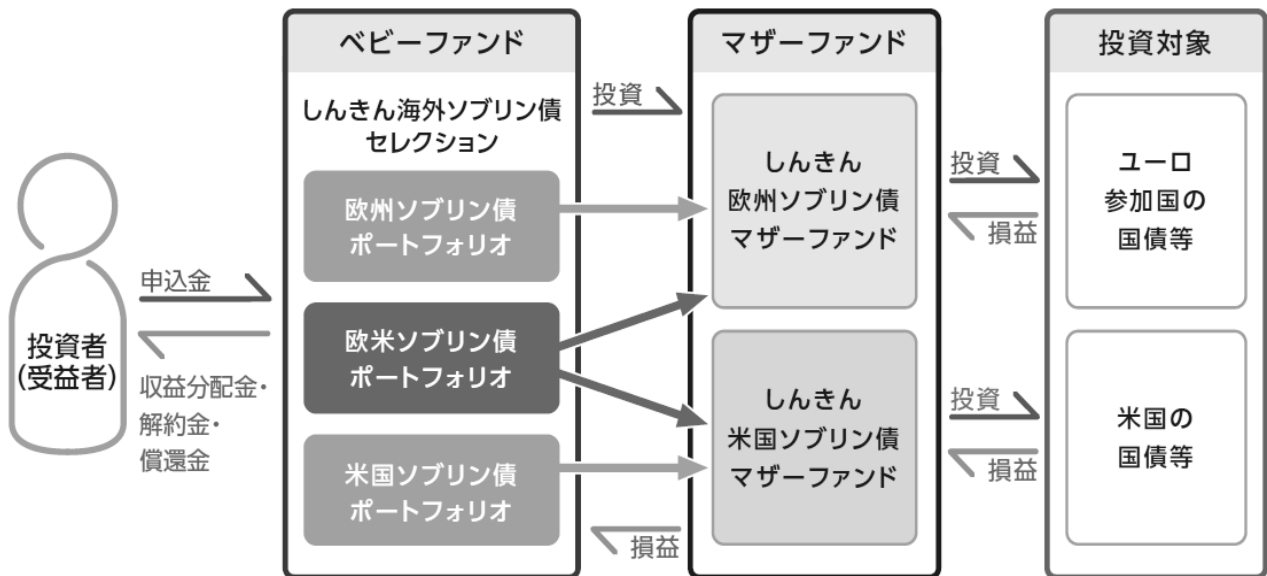 投資者
(受益者)
申込金
収益分配金・
解約金・
償還金
ベビーファンド
しんきん海外ソブリン債
セレクション
欧州ソブリン債
ポートフォリオ
欧米ソブリン債
ポートフォリオ
米国ソブリン債
ポートフォリオ
投資
損益
マザーファンド
しんきん
欧州ソブリン債
マザーファンド
しんきん
米国ソブリン債
マザーファンド
投資
損益
投資
損益
投資対象
ユーロ
参加国の
国債等
米国の
国債等